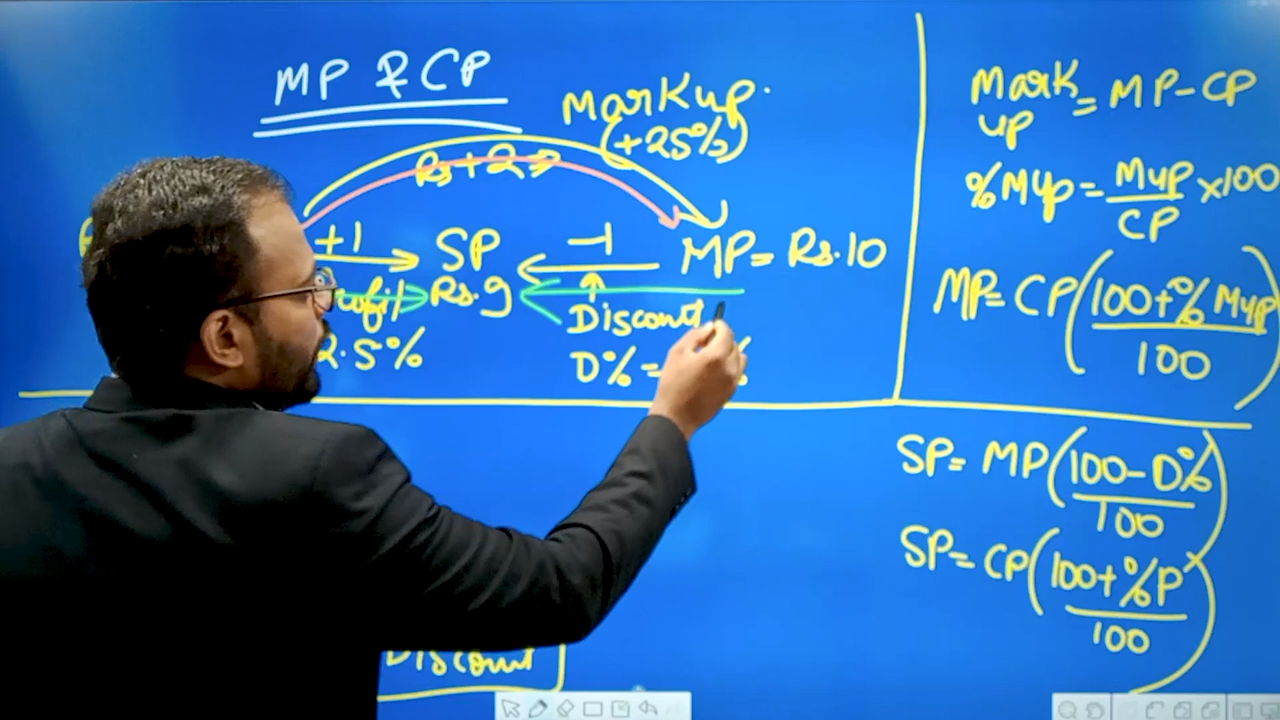 MP & CP
Markup
(+25%)
Rs + 2
+1
SP
-1
MP = Rs. 10
Rs. 9
Discount
2.5%
D% =
Discount
Mark up = MP - CP
% Mup = Mup / CP × 100
MP = CP (100 + % Mup / 100)
SP = MP (100 - D% / 100)
SP = CP (100 + % P / 100)